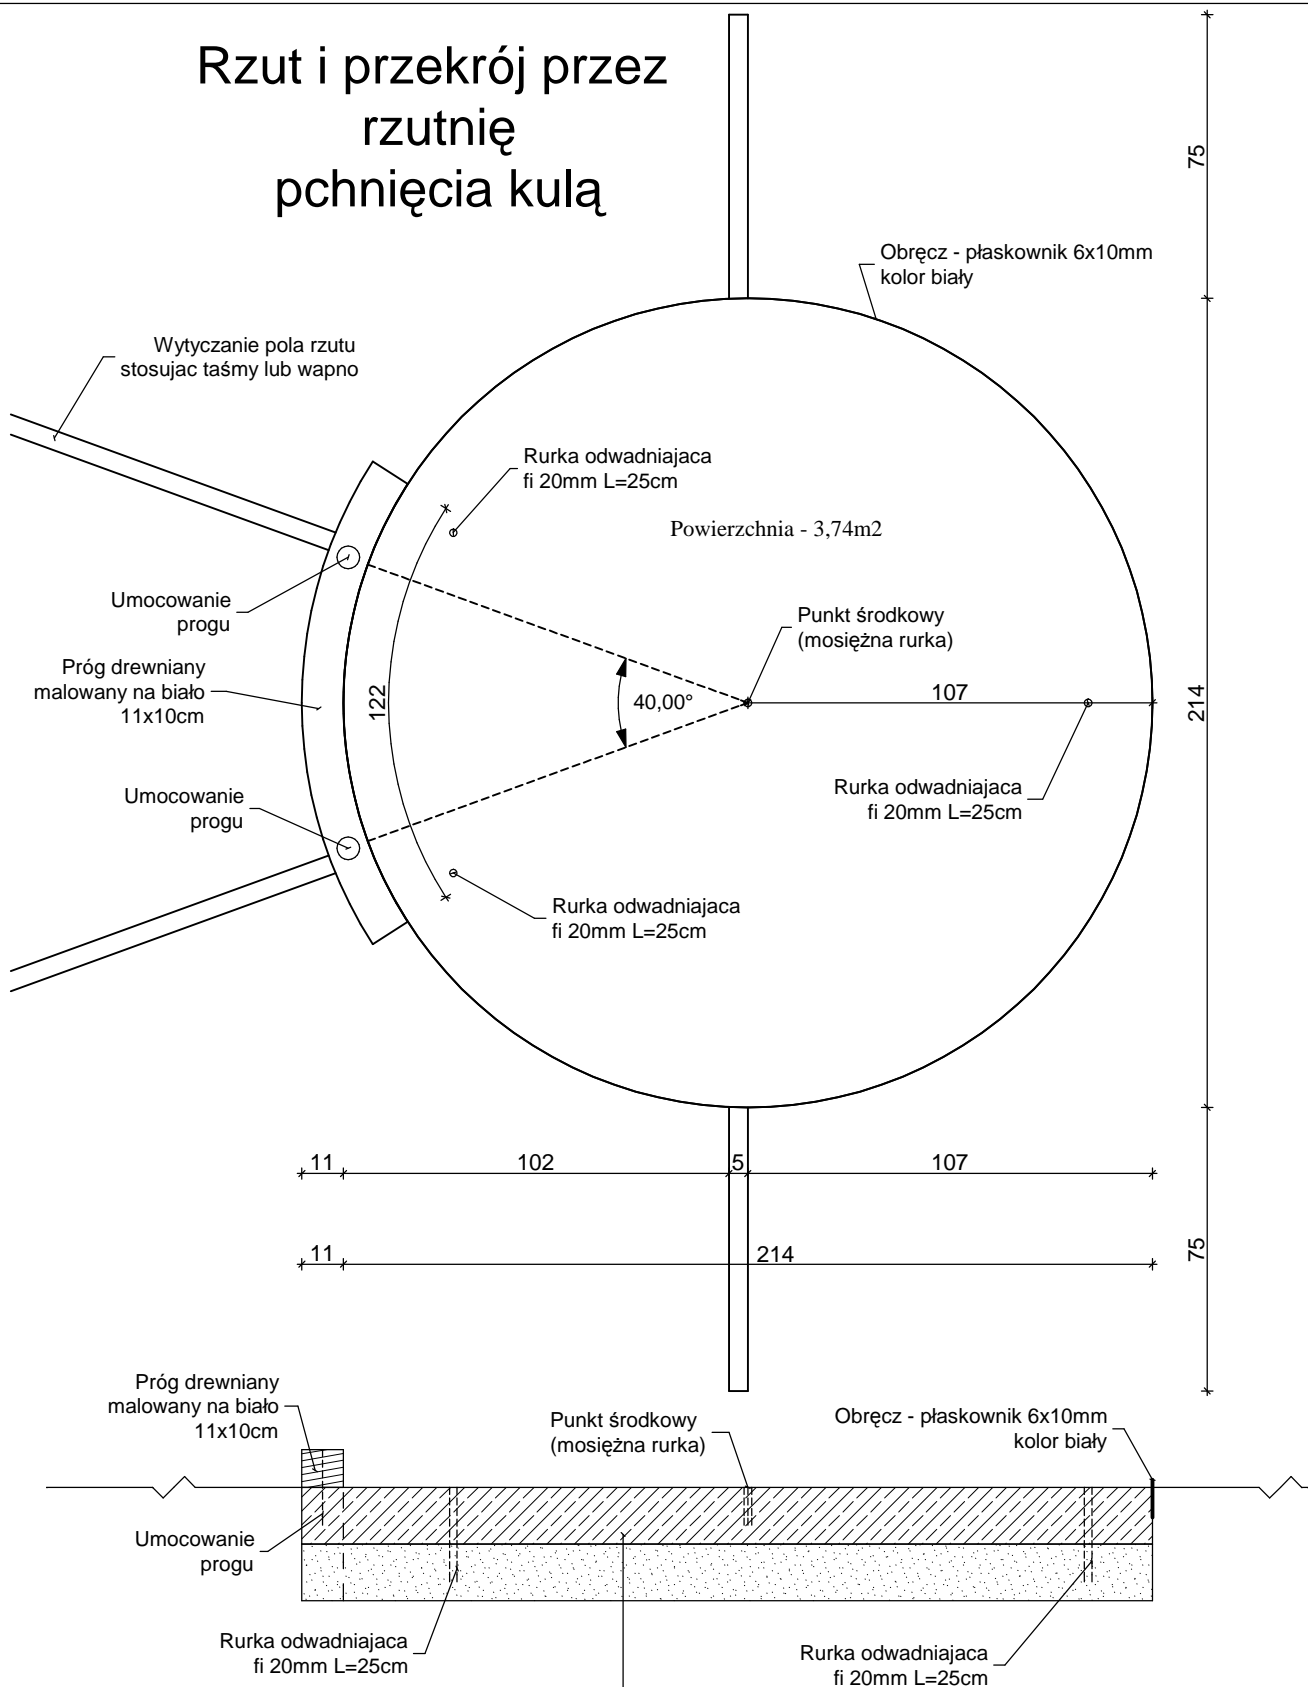 Rzut i przekrój przez
rzutnię
pchnięcia kulą
75
Obręcz - płaskownik 6x10mm
kolor biały
Wytyczanie pola rzutu
stosujac taśmy lub wapno
Rurka odwadniajaca
fi 20mm L=25cm
Powierzchnia - 3,74m2
Umocowanie
progu
Punkt środkowy
(mosiężna rurka)
Próg drewniany
malowany na biało
11x10cm
122
40,00°
107
214
Umocowanie
progu
Rurka odwadniajaca
fi 20mm L=25cm
Rurka odwadniajaca
fi 20mm L=25cm
11
102
5
107
11
214
75
Próg drewniany
malowany na biało
11x10cm
Punkt środkowy
(mosiężna rurka)
Obręcz - płaskownik 6x10mm
kolor biały
Umocowanie
progu
Rurka odwadniajaca
fi 20mm L=25cm
Rurka odwadniajaca
fi 20mm L=25cm